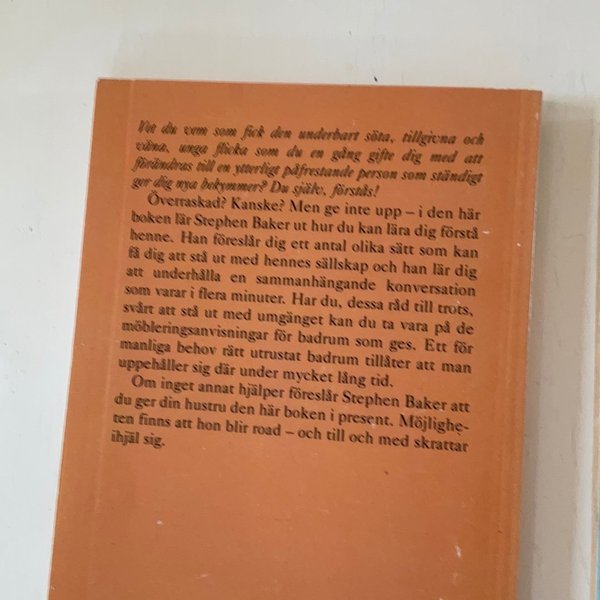 Vet du vem som fick den underbart söta, tillgivna och
väna, unga flicka som du en gång gifte dig med att
förändras till en ytterligt påfrestande person som ständigt
ger dig nya bekymmer? Du själv, förstås!
Överraskad? Kanske? Men ge inte upp – i den här
boken lär Stephen Baker ut hur du kan lära dig förstå
henne. Han föreslår dig ett antal olika sätt som kan
få dig att stå ut med hennes sällskap och han lär dig
att underhålla en sammanhängande konversation
som varar i flera minuter. Har du, dessa råd till trots,
svårt att stå ut med umgänget kan du ta vara på de
möbleringsanvisningar för badrum som ges. Ett för
manliga behov rätt utrustat badrum tillåter att man
uppehåller sig där under mycket lång tid.
Om inget annat hjälper föreslår Stephen Baker att
du ger din hustru den här boken i present. Möjlighe-
ten finns att hon blir road – och till och med skrattar
ihjäl sig.